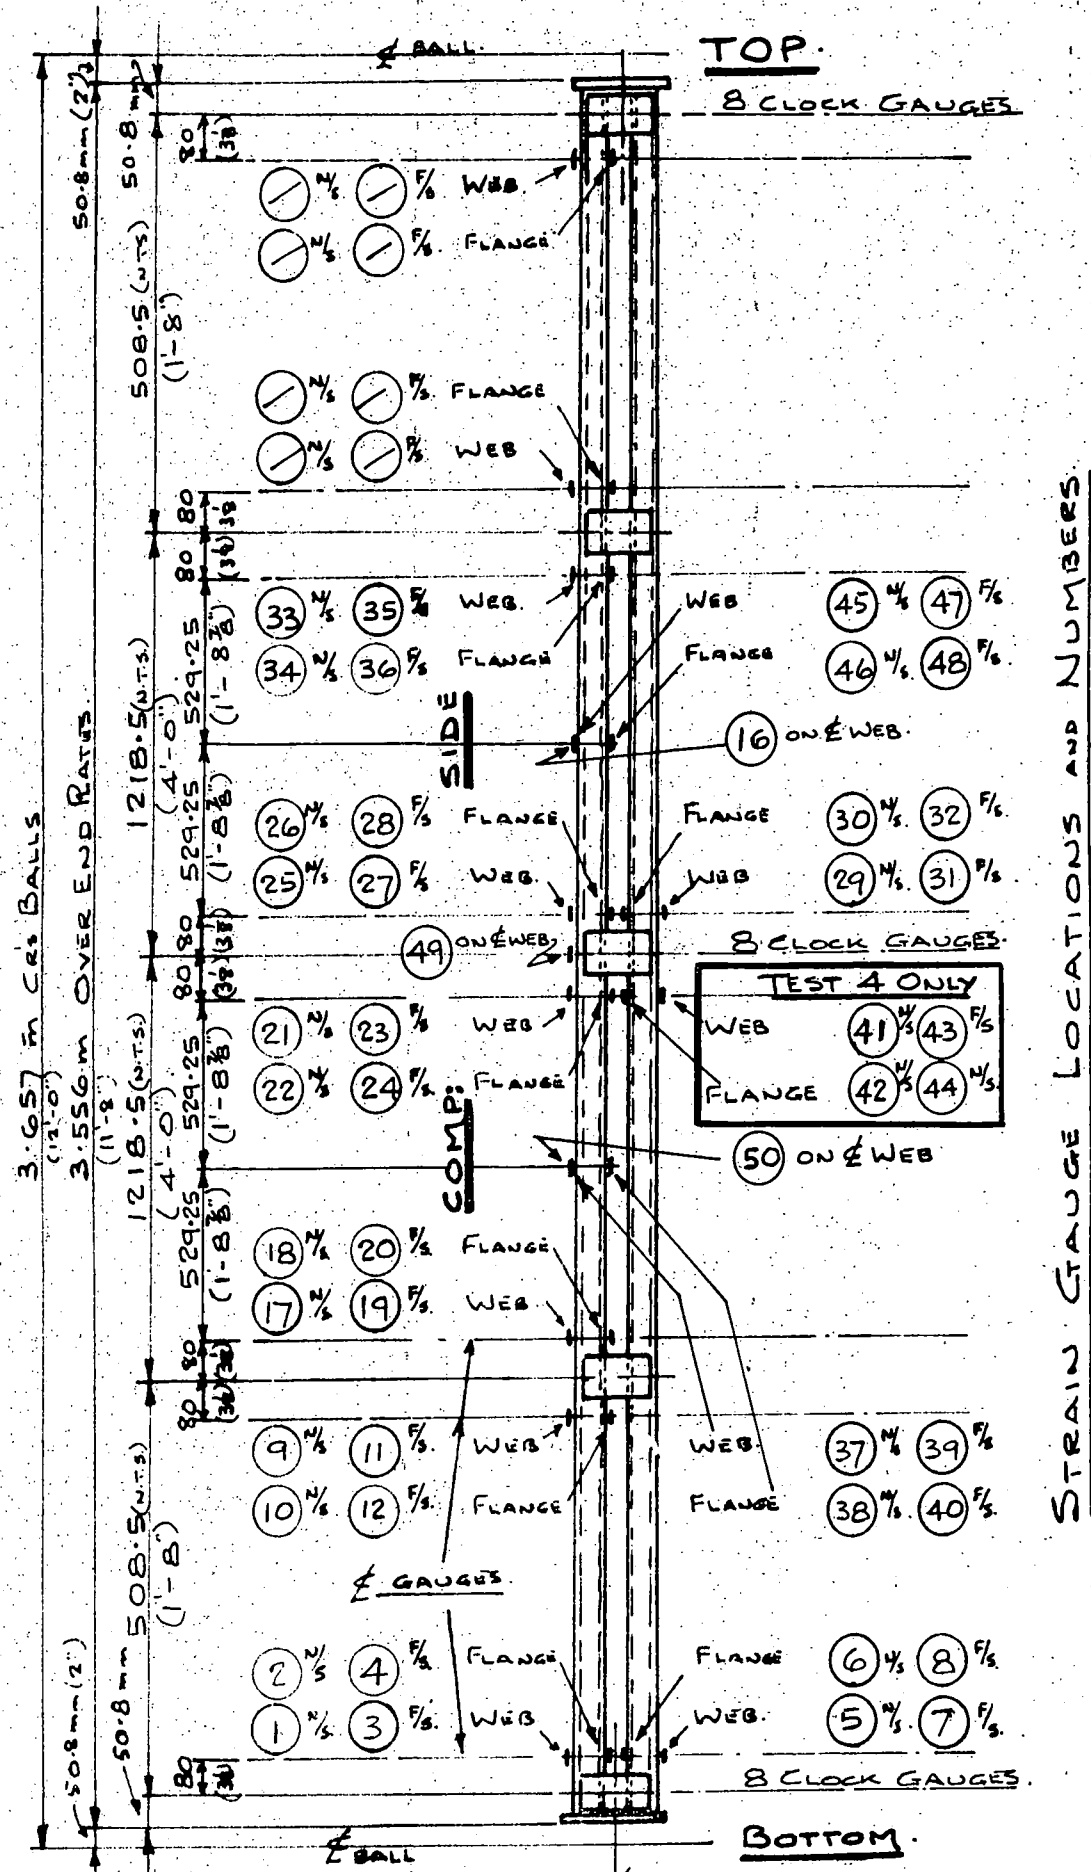 ℄ BALL.
TOP.
8 CLOCK GAUGES
50.8mm (2")
50.8 mm
80
(3⅛)
N/S F/S WEB.
N/S F/S. FLANGE
508.5 (N.T.S)
(1'-8")
N/S F/S. FLANGE
N/S F/S WEB
80
(3⅛)
80
(3⅛)
33 N/S 35 F/S WEB.
34 N/S. 36 F/S FLANGE
WEB 45 N/S 47 F/S
FLANGE 46 N/S. 48 F/S.
529.25
(1'-8⅞")
1218.5 (N.T.S.)
(4'-0")
SIDE
16 ON ℄ WEB.
529.25
(1'-8⅞")
26 N/S 28 F/S FLANGE
25 N/S. 27 F/S WEB.
FLANGE 30 N/S. 32 F/S
WEB 29 N/S. 31 F/S
80
(3⅛)
49 ON ℄ WEB
8 CLOCK GAUGES.
80
(3⅛)
21 N/S 23 F/S WEB
22 N/S 24 F/S. FLANGE
TEST 4 ONLY
WEB 41 N/S 43 F/S
FLANGE 42 N/S 44 N/S.
529.25
(1'-8⅞")
1218.5 (N.T.S.)
(4'-0")
COMP:
50 ON ℄ WEB
529.25
(1'-8⅞")
18 N/S 20 F/S. FLANGE
17 N/S 19 F/S. WEB
80
(3⅛)
80
(3⅛)
9 N/S 11 F/S. WEB
10 N/S 12 F/S. FLANGE
WEB. 37 N/S 39 F/S
FLANGE 38 N/S. 40 F/S.
508.5 (N.T.S.)
(1'-8")
℄ GAUGES
2 N/S 4 F/S. FLANGE
1 N/S. 3 F/S. WEB
FLANGE 6 N/S 8 F/S.
WEB. 5 N/S. 7 F/S.
80
(3⅛)
8 CLOCK GAUGES.
50.8mm (2")
50.8 mm
℄ BALL
BOTTOM.
3.657 m CRS BALLS
(12'-0")
3.556 m OVER END PLATES
(11'-8")
STRAIN GAUGE LOCATIONS AND NUMBERS.